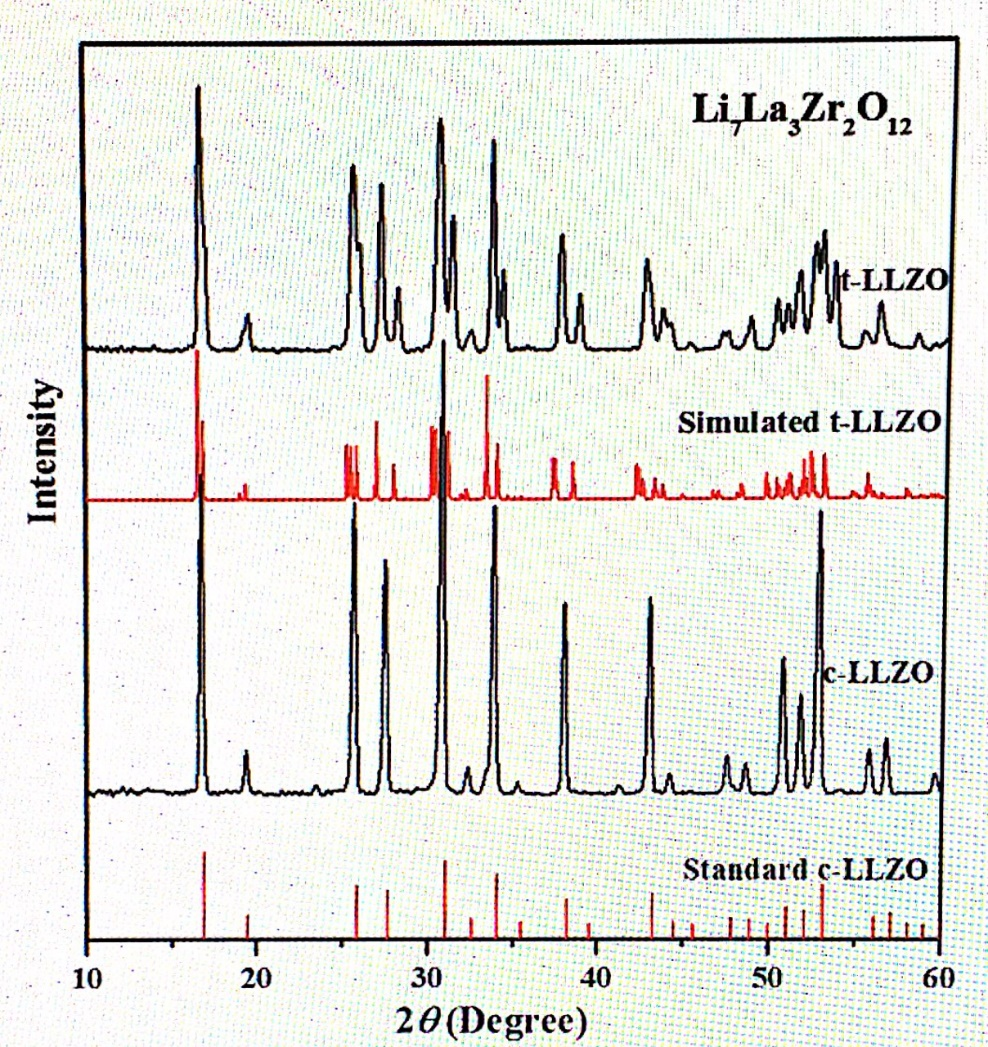 Li₇La₃Zr₂O₁₂
t-LLZO
Simulated t-LLZO
c-LLZO
Standard c-LLZO
Intensity
10 20 30 40 50 60
2θ (Degree)